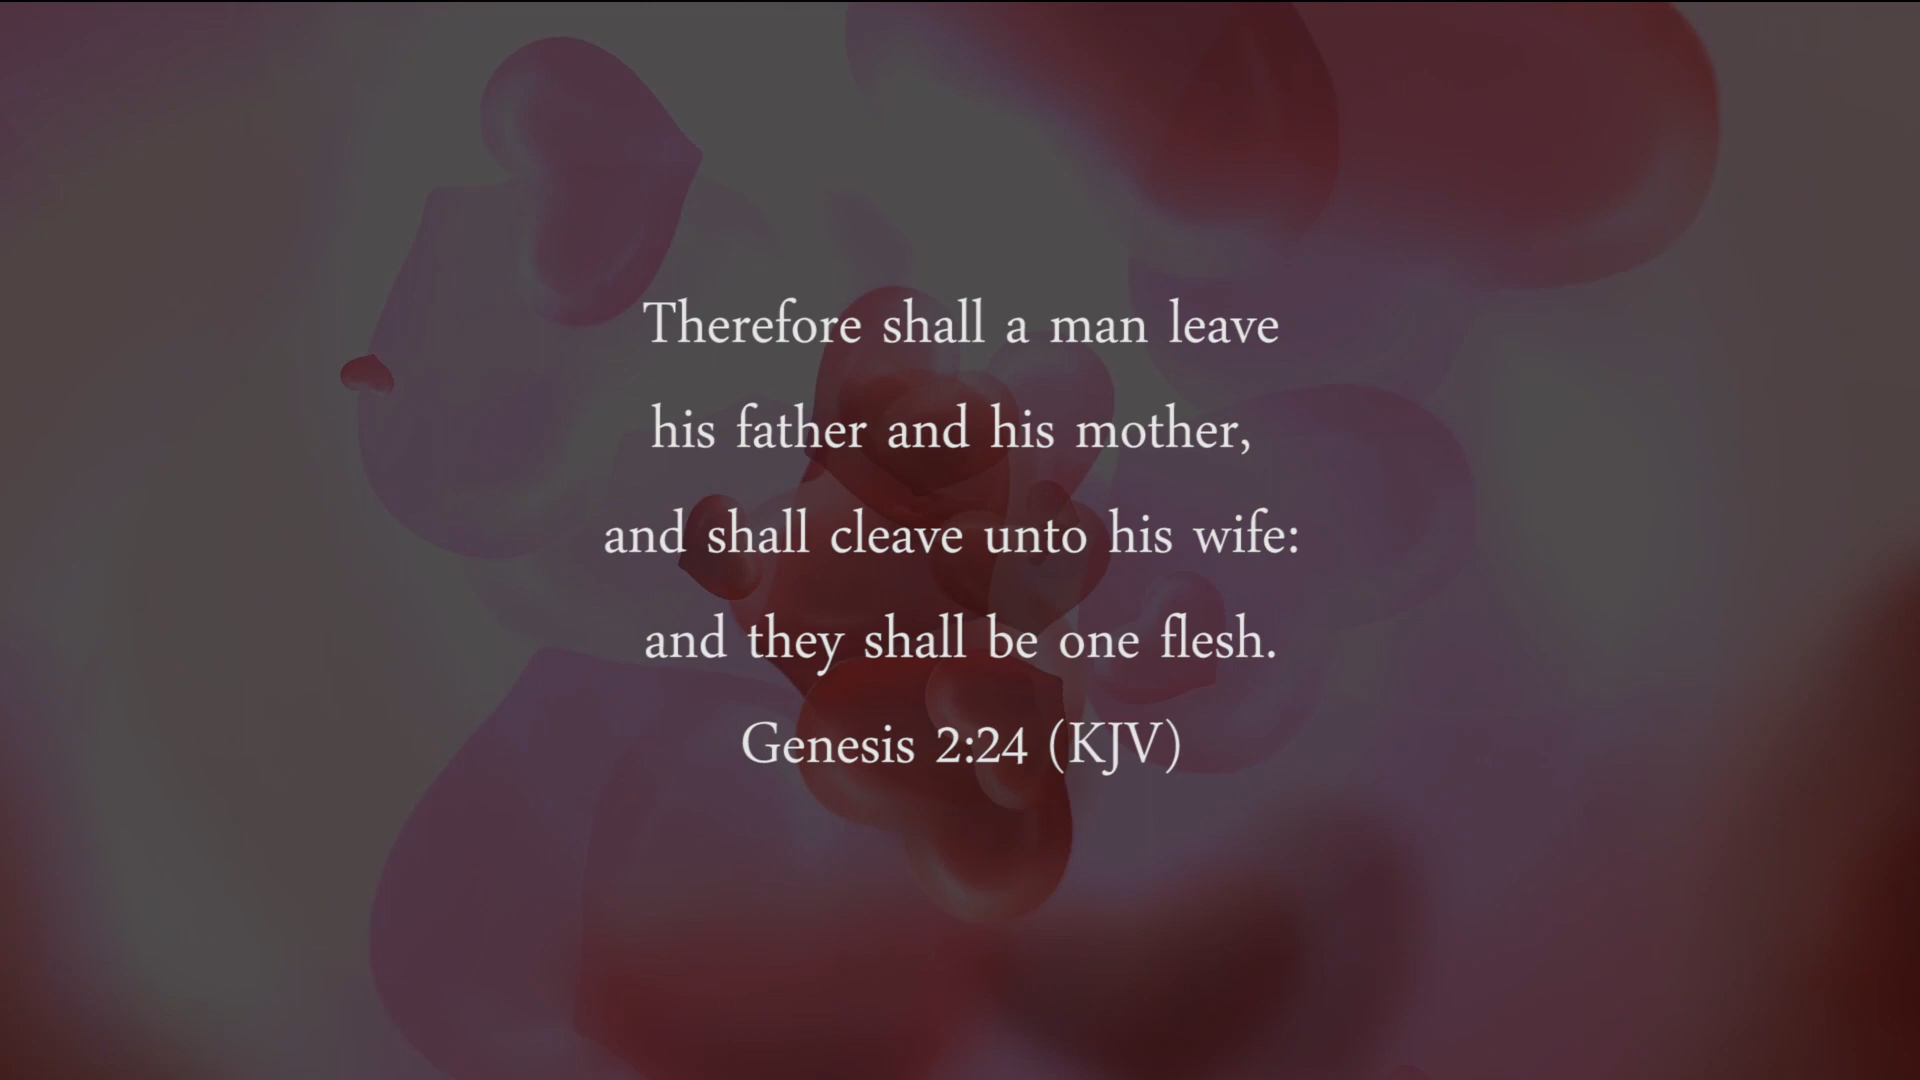 Therefore shall a man leave
his father and his mother,
and shall cleave unto his wife:
and they shall be one flesh.
Genesis 2:24 (KJV)